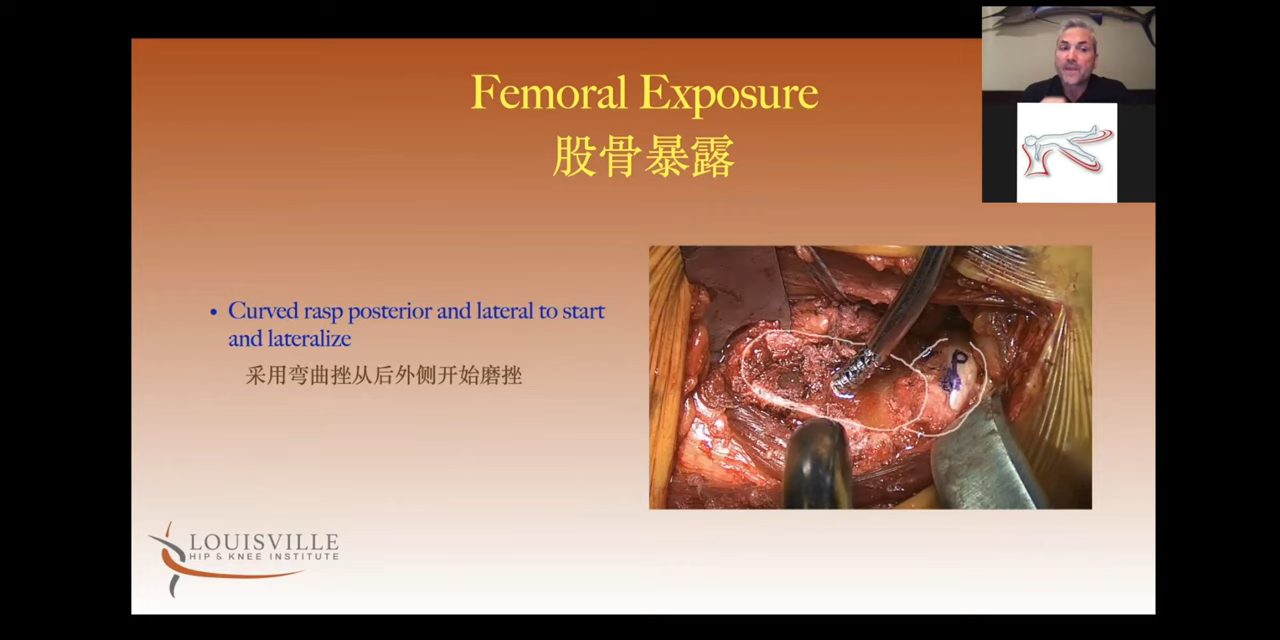 Femoral Exposure
股骨暴露
• Curved rasp posterior and lateral to start
and lateralize
采用弯曲挫从后外侧开始磨挫
LOUISVILLE
HIP & KNEE INSTITUTE